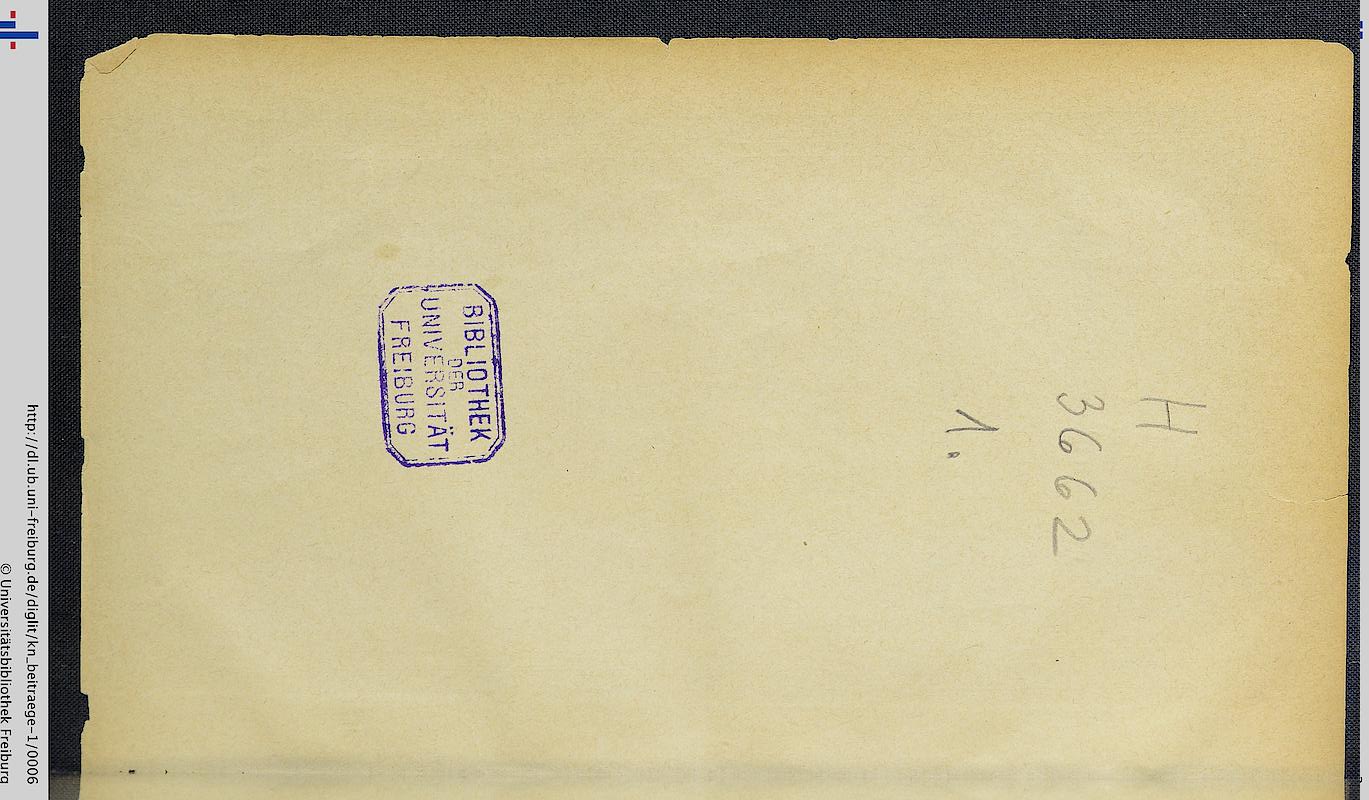 H
3662
1.
BIBLIOTHEK
DER
UNIVERSITÄT
FREIBURG
http://dl.ub.uni-freiburg.de/diglit/kn_beitraege-1/0006
© Universitätsbibliothek Freiburg